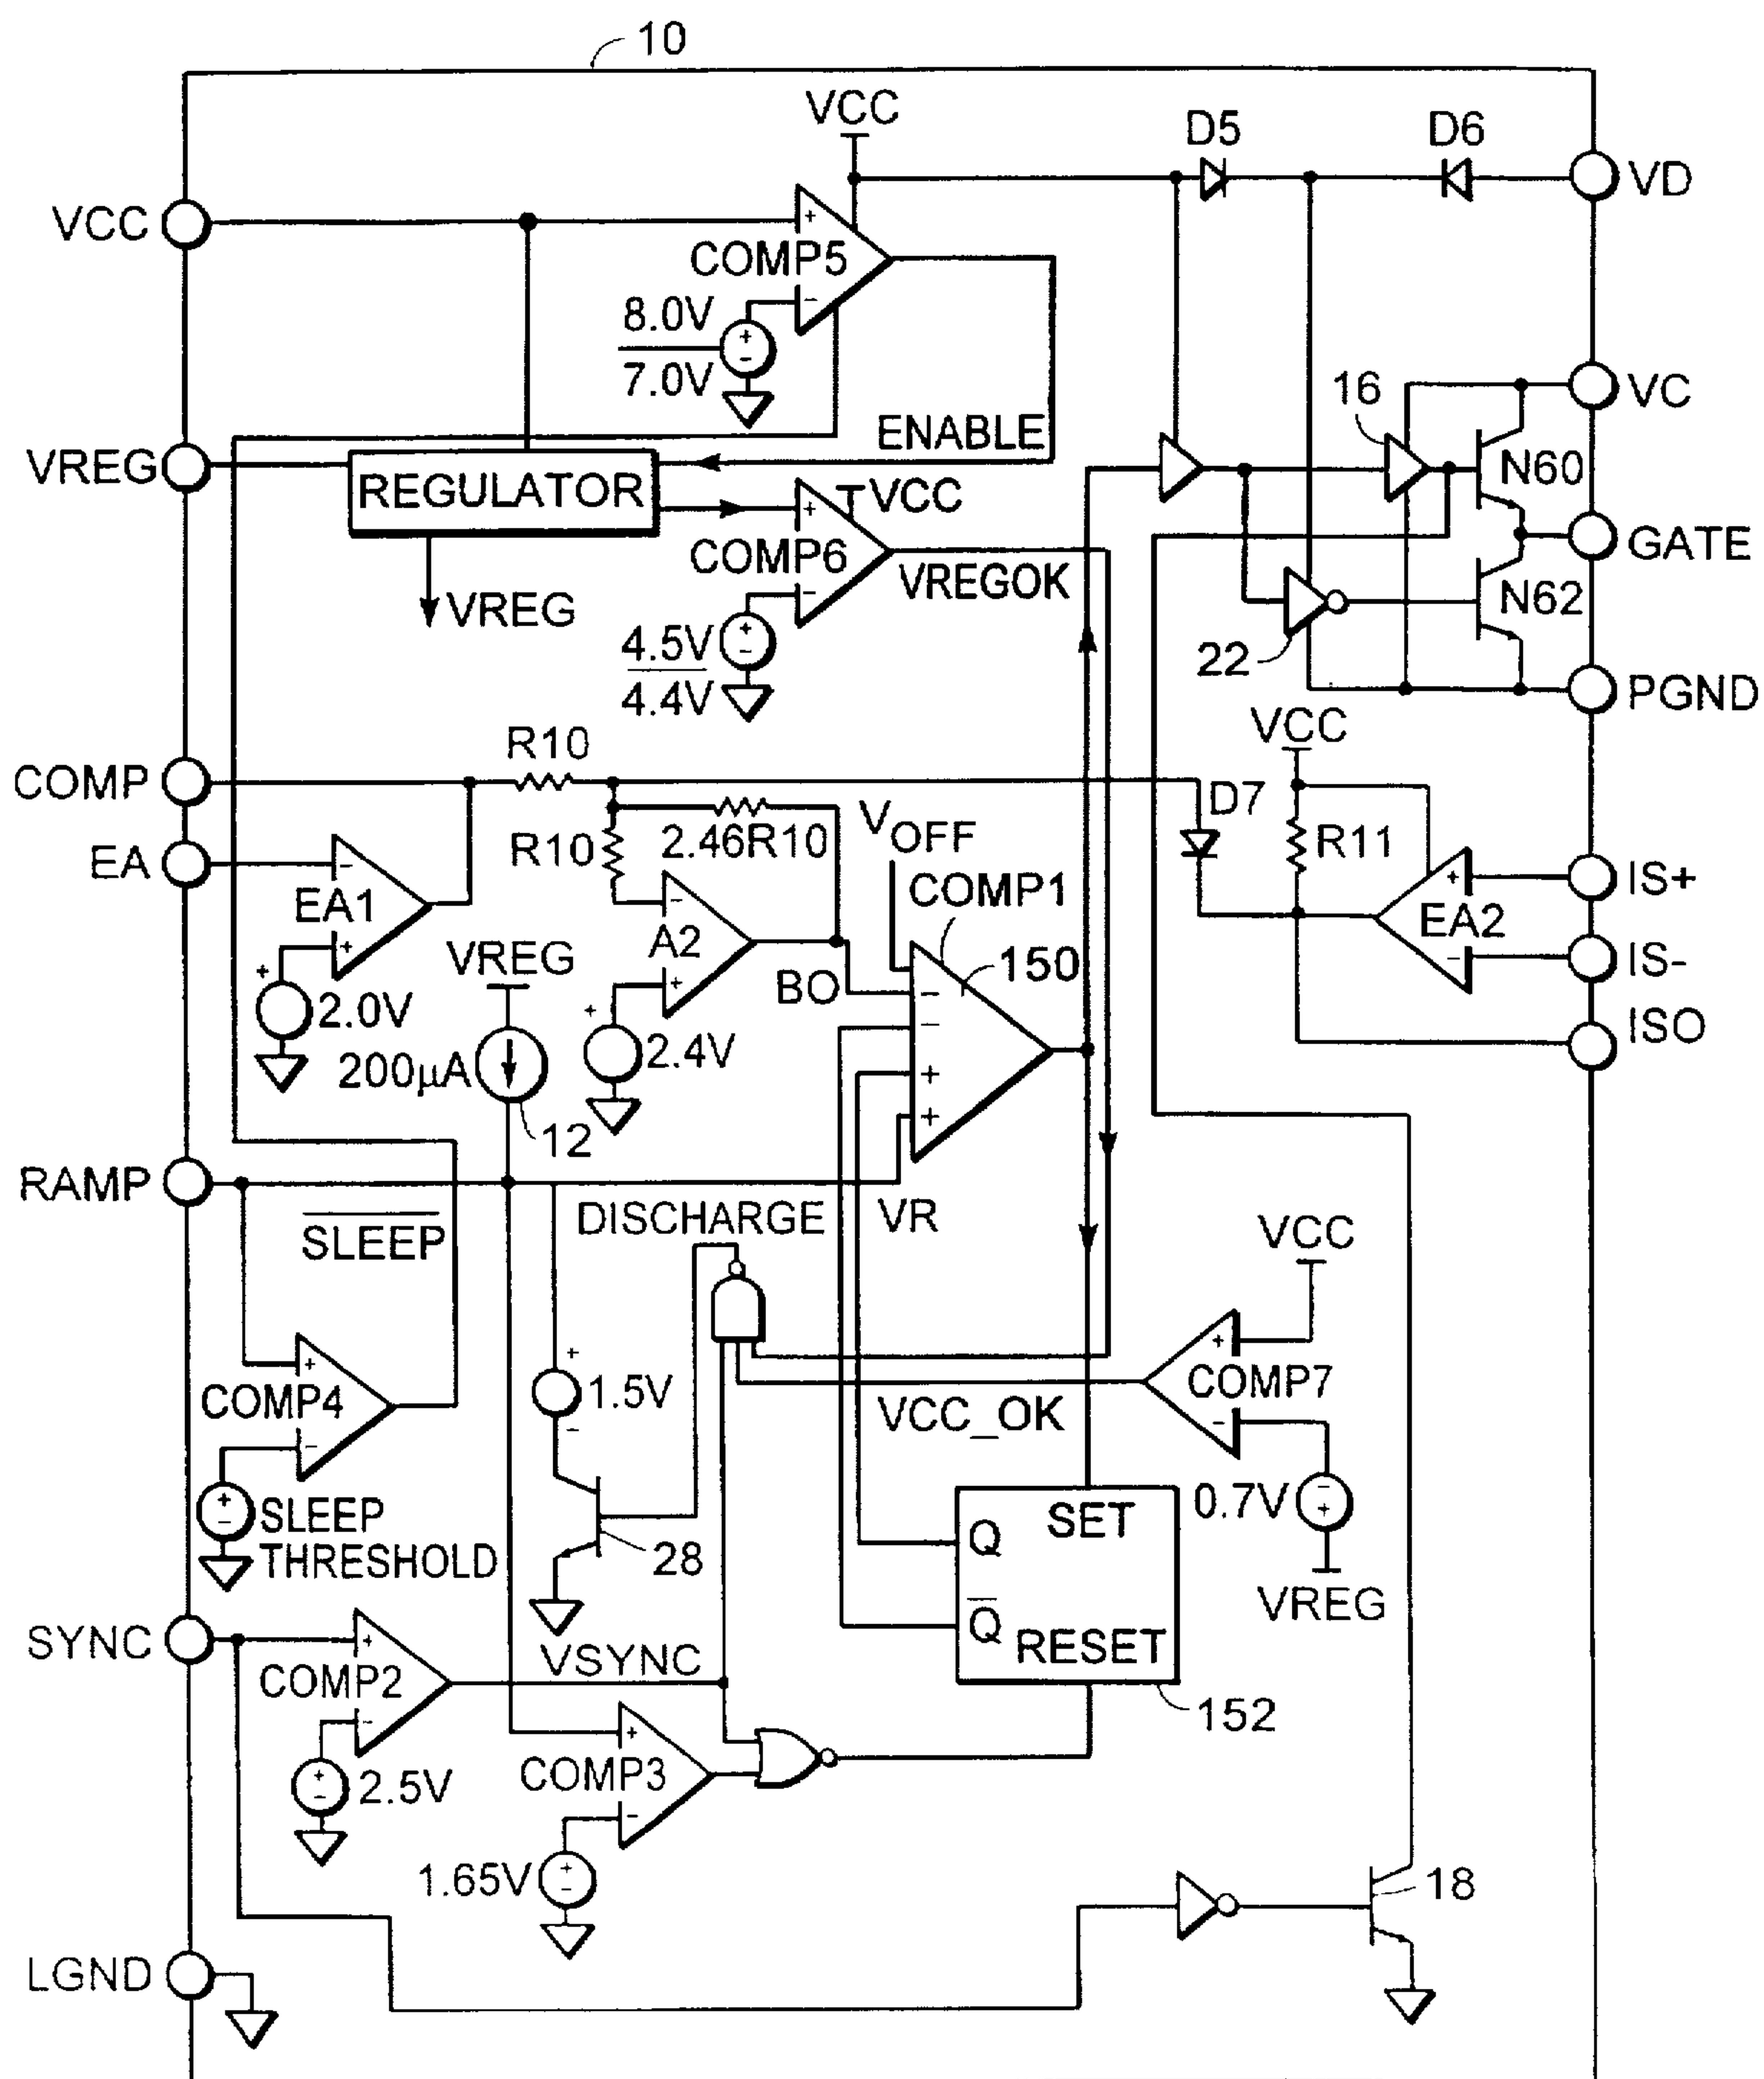 10
VCC
D5
D6
VD
VCC
COMP5
8.0V
7.0V
16
VC
ENABLE
VREG
REGULATOR
N60
VCC
GATE
COMP6
VREGOK
VREG
N62
4.5V
4.4V
22
PGND
R10
VCC
COMP
D7
R10
2.46R10
VOFF
R11
EA
COMP1
IS+
EA1
EA2
A2
VREG
150
IS-
BO
2.0V
ISO
200µA
2.4V
12
RAMP
DISCHARGE
VR
SLEEP
VCC
1.5V
COMP7
COMP4
VCC_OK
SET
0.7V
SLEEP
THRESHOLD
Q
28
VREG
Q
SYNC
RESET
VSYNC
COMP2
152
COMP3
2.5V
1.65V
18
LGND